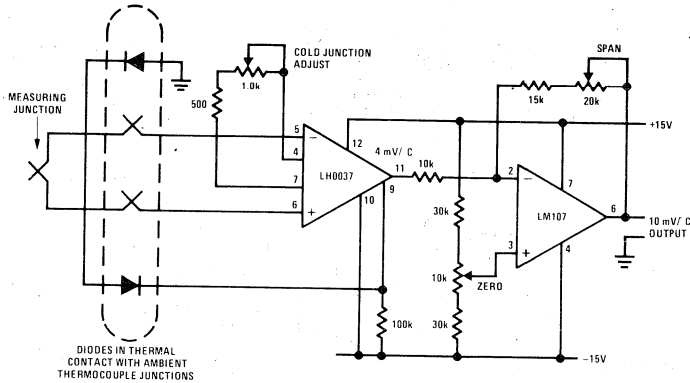 COLD JUNCTION
ADJUST
1.0k
500
MEASURING
JUNCTION
5
−
4
7
6
+
LH0037
12
4 mV/ C
11
9
10
10k
SPAN
15k
20k
+15V
2
−
7
LM107
6
3
+
4
10 mV/ C
OUTPUT
30k
10k
ZERO
30k
100k
−15V
DIODES IN THERMAL
CONTACT WITH AMBIENT
THERMOCOUPLE JUNCTIONS